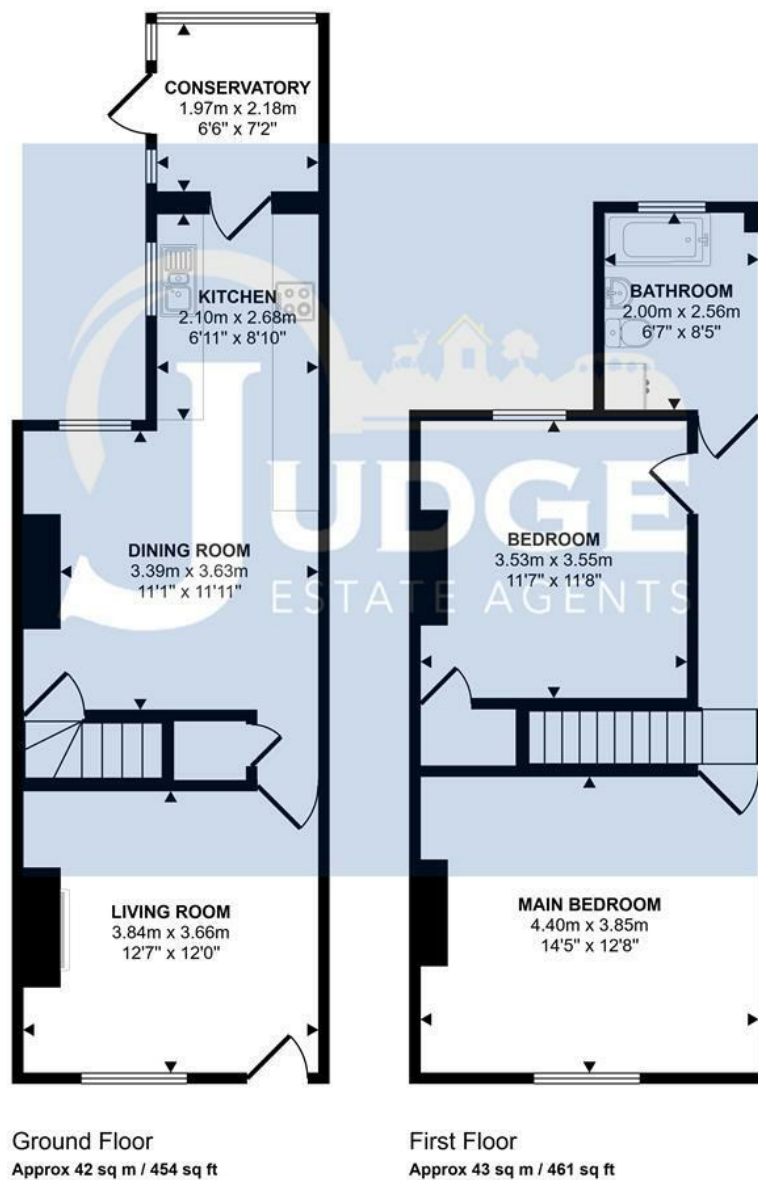 CONSERVATORY
1.97m x 2.18m
6'6" x 7'2"
KITCHEN
2.10m x 2.68m
6'11" x 8'10"
BATHROOM
2.00m x 2.56m
6'7" x 8'5"
JUDGE
ESTATE AGENTS
DINING ROOM
3.39m x 3.63m
11'1" x 11'11"
BEDROOM
3.53m x 3.55m
11'7" x 11'8"
LIVING ROOM
3.84m x 3.66m
12'7" x 12'0"
MAIN BEDROOM
4.40m x 3.85m
14'5" x 12'8"
Ground Floor
Approx 42 sq m / 454 sq ft
First Floor
Approx 43 sq m / 461 sq ft